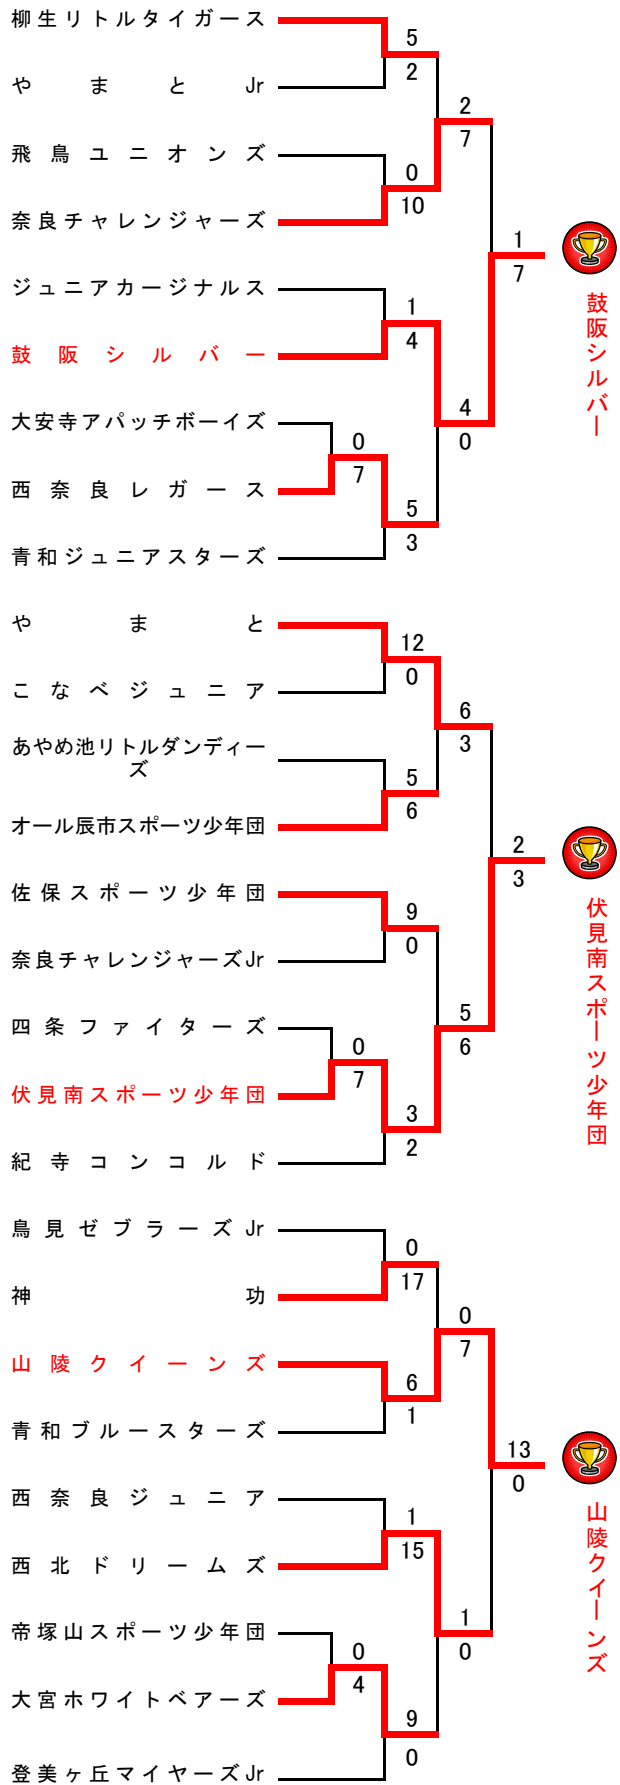 柳生リトルタイガース
5
やまとJr
2
2
飛鳥ユニオンズ
7
0
奈良チャレンジャーズ
10
1
7
ジュニアカージナルス
1
鼓阪シルバー
4
鼓阪シルバー
大安寺アパッチボーイズ
4
0
0
西奈良レガース
7
5
青和ジュニアスターズ
3
やまと
12
こなべジュニア
0
6
あやめ池リトルダンディーズ
3
5
オール辰市スポーツ少年団
6
2
3
佐保スポーツ少年団
9
奈良チャレンジャーズJr
0
伏見南スポーツ少年団
四条ファイターズ
5
0
6
伏見南スポーツ少年団
7
3
紀寺コンコルド
2
鳥見ゼブラーズJr
0
神功
17
0
山陵クイーンズ
7
6
青和ブルースターズ
1
13
0
西奈良ジュニア
1
山陵クイーンズ
西北ドリームズ
15
帝塚山スポーツ少年団
1
0
0
大宮ホワイトベアーズ
4
9
登美ヶ丘マイヤーズJr
0